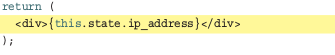 return (
  <div>{this.state.ip_address}</div>
);